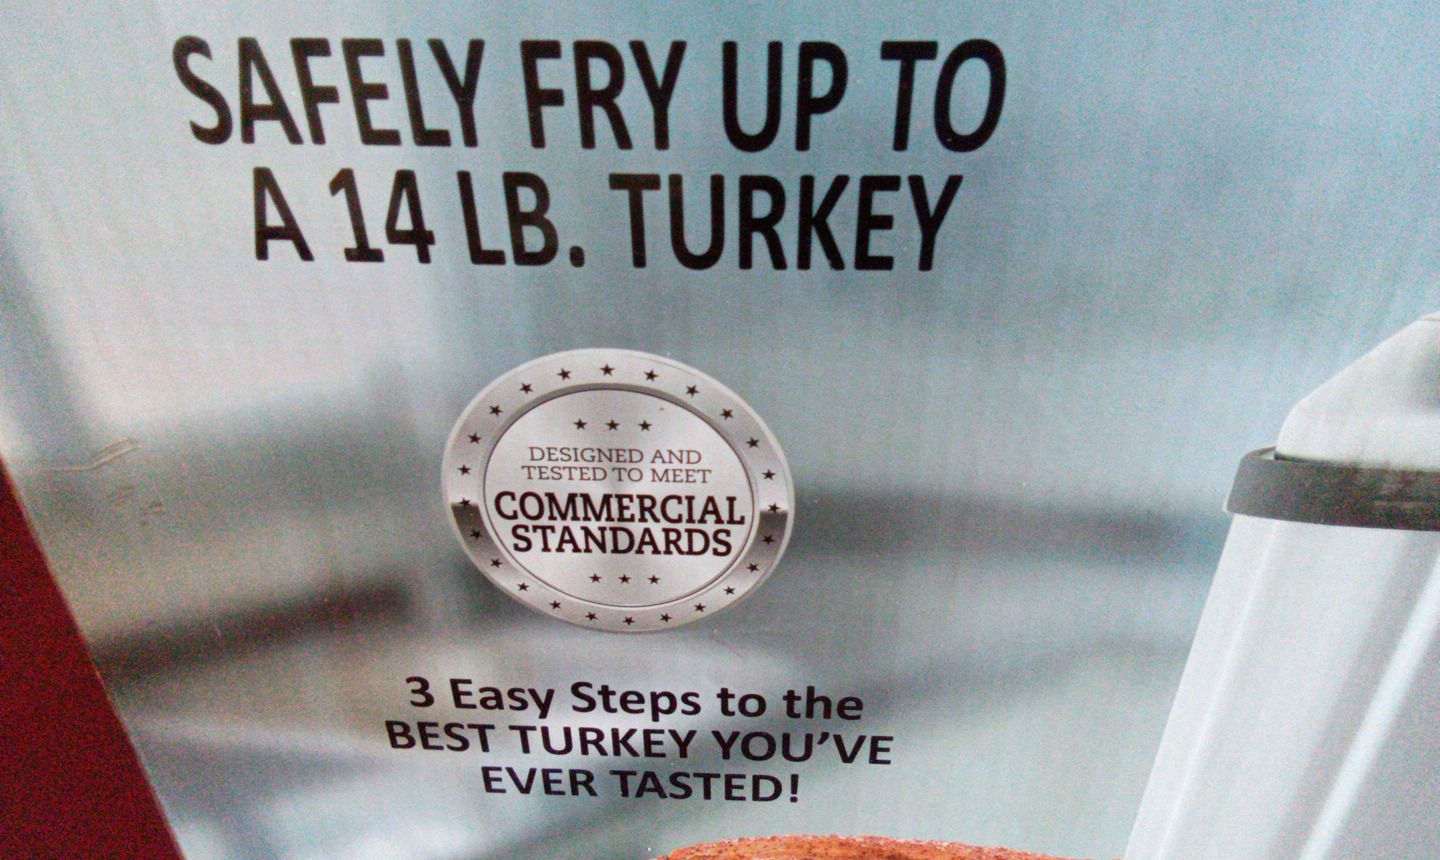 SAFELY FRY UP TO
A 14 LB. TURKEY
DESIGNED AND
TESTED TO MEET
COMMERCIAL
STANDARDS
3 Easy Steps to the
BEST TURKEY YOU'VE
EVER TASTED!